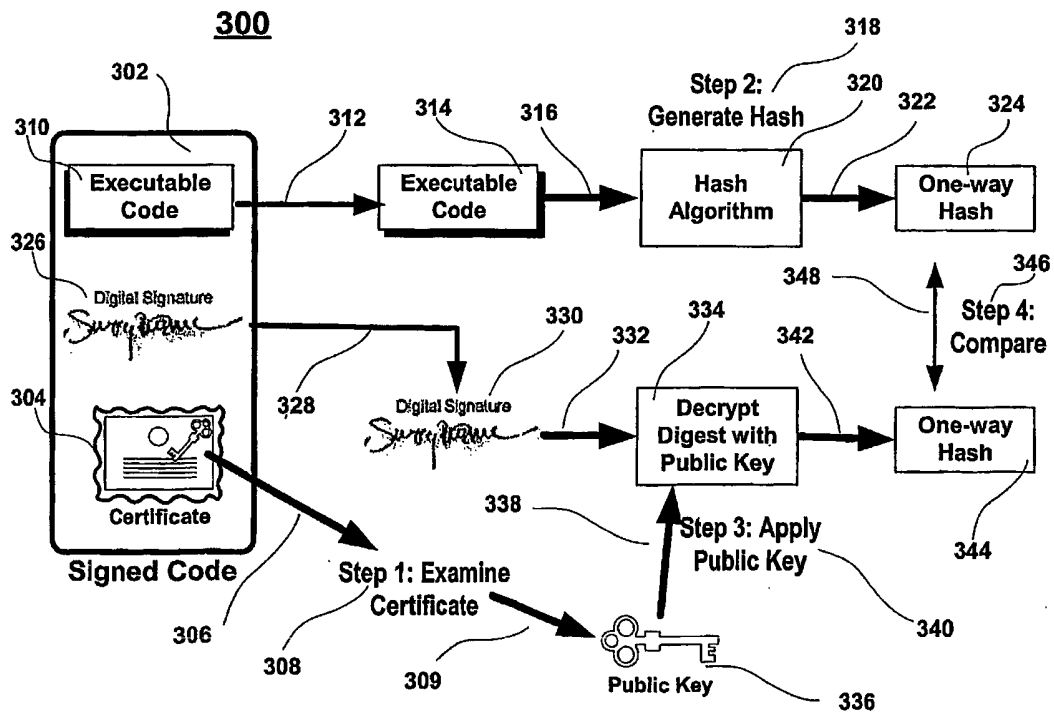 300
318
302
Step 2:
Generate Hash
320
310
312
314
316
322
324
Executable
Code
Executable
Code
Hash
Algorithm
One-way
Hash
326
Digital Signature
348
346
Step 4:
Compare
330
332
334
342
304
328
Digital Signature
Decrypt
Digest with
Public Key
One-way
Hash
Certificate
338
Step 3: Apply
Public Key
344
Signed Code
Step 1: Examine
Certificate
306
308
309
340
Public Key
336